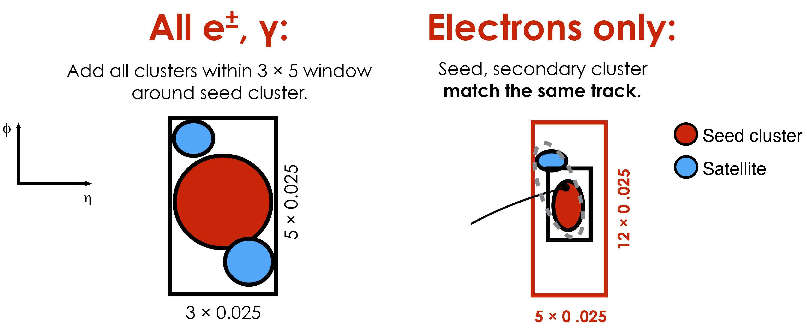 All e±, γ:
Add all clusters within 3 × 5 window
around seed cluster.
ϕ
η
5 × 0.025
3 × 0.025
Electrons only:
Seed, secondary cluster
match the same track.
12 × 0.025
5 × 0.025
Seed cluster
Satellite